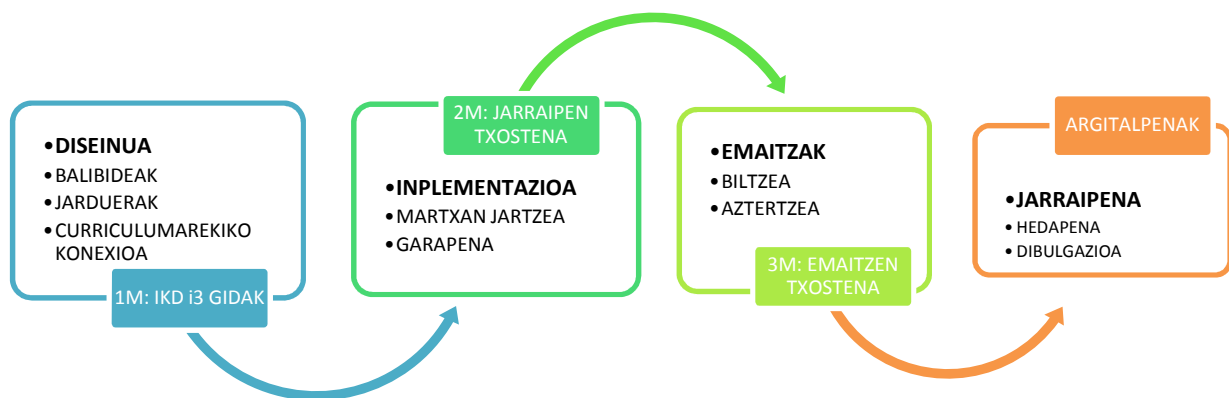 •DISEINUA
•BALIBIDEAK
•JARDUERAK
•CURRICULUMAREKIKO
KONEXIOA
1M: IKD i3 GIDAK
2M: JARRAIPEN
TXOSTENA
•INPLEMENTAZIOA
•MARTXAN JARTZEA
•GARAPENA
•EMAITZAK
•BILTZEA
•AZTERTZEA
3M: EMAITZEN
TXOSTENA
ARGITALPENAK
•JARRAIPENA
•HEDAPENA
•DIBULGAZIOA